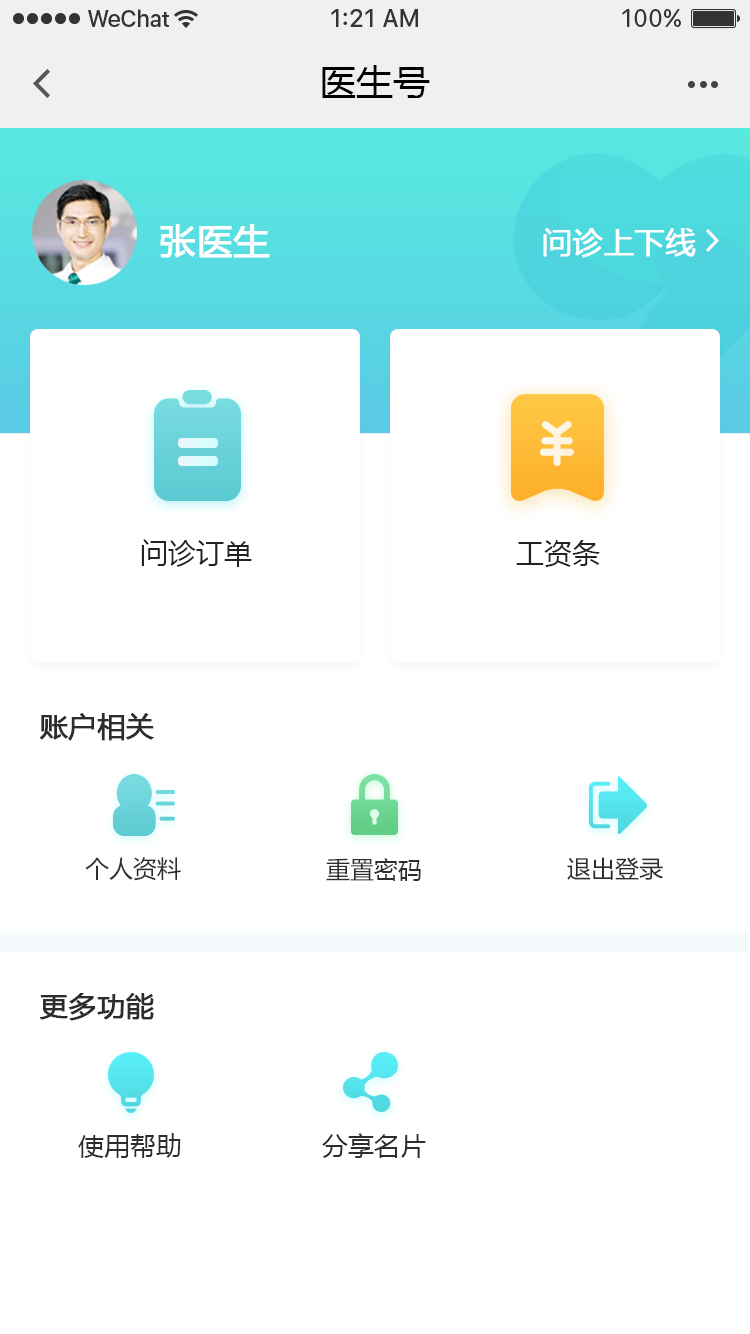 WeChat 1:21 AM 100%
医生号
张医生
问诊上下线
问诊订单 工资条
账户相关
个人资料 重置密码 退出登录
更多功能
使用帮助 分享名片